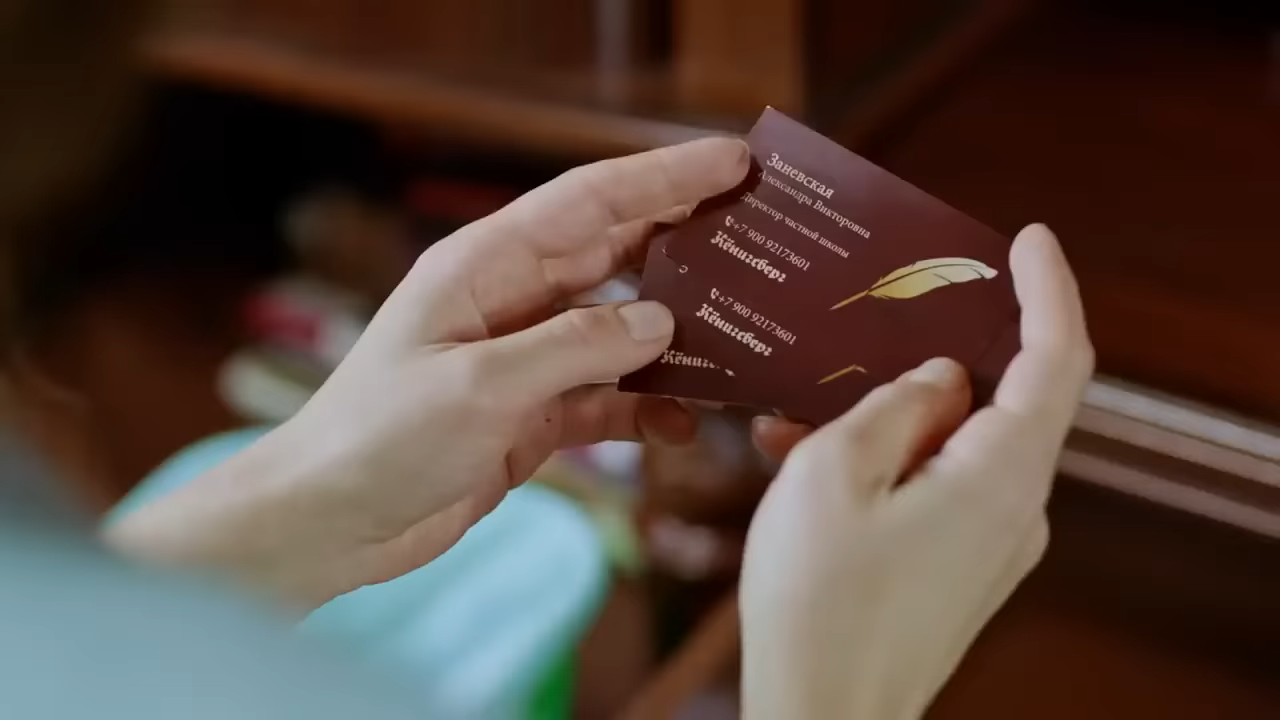 Заневская
Александра Викторовна
Директор частной школы
+7 900 92173601
Кёнигсберг
+7 900 92173601
Кёнигсберг